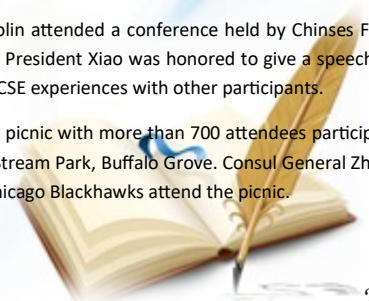 olin attended a conference held by Chinses F
President Xiao was honored to give a speech
CSE experiences with other participants.
picnic with more than 700 attendees particip
Stream Park, Buffalo Grove. Consul General Zh
hicago Blackhawks attend the picnic.